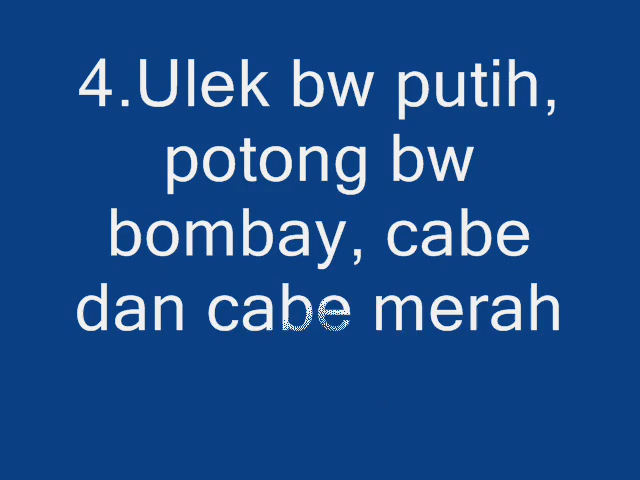 4.Ulek bw putih,
potong bw
bombay, cabe
dan cabe merah